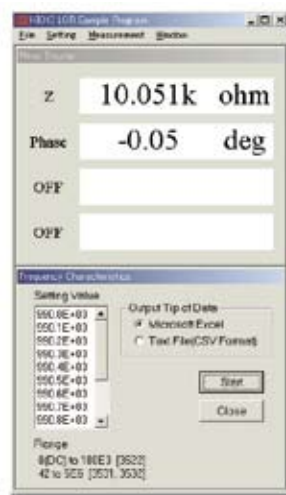 HIOKI LCR Sample Program
File Setting Measurement Window
Z 10.051k ohm
Phase -0.05 deg
OFF
OFF
Frequency Characteristics
Setting Value
Output Tip of Data
990.0E+03
990.1E+03
990.2E+03
990.3E+03
990.4E+03
990.5E+03
990.6E+03
990.7E+03
990.8E+03
Microsoft Excel
Text File(CSV Format)
Start
Close
Range
0(DC) to 100E3 [3522]
42 to 5E6 [3531, 3532]